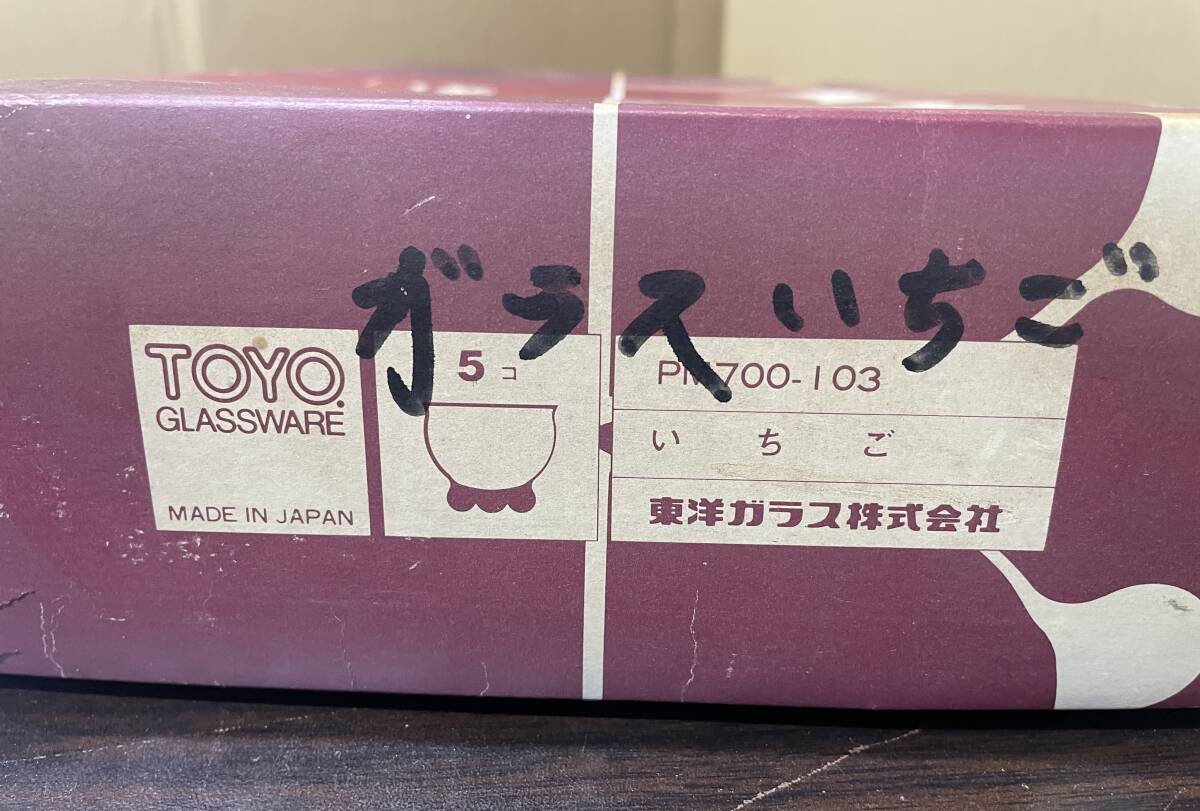 ガラスいちご
TOYO.
GLASSWARE
MADE IN JAPAN
5コ
PM700-103
いちご
東洋ガラス株式会社